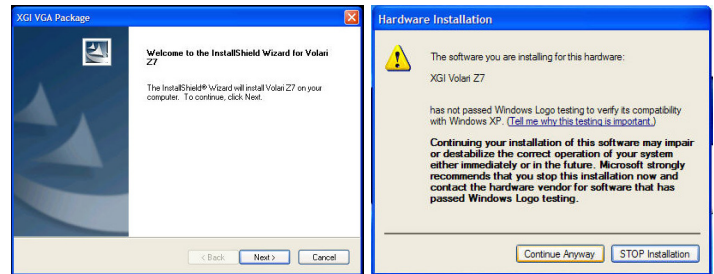 XGI VGA Package
Welcome to the InstallShield Wizard for Volari
Z7
The InstallShield® Wizard will install Volari Z7 on your
computer. To continue, click Next.
< Back
Next >
Cancel
Hardware Installation
The software you are installing for this hardware:
XGI Volari Z7
has not passed Windows Logo testing to verify its compatibility
with Windows XP. (Tell me why this testing is important.)
Continuing your installation of this software may impair
or destabilize the correct operation of your system
either immediately or in the future. Microsoft strongly
recommends that you stop this installation now and
contact the hardware vendor for software that has
passed Windows Logo testing.
Continue Anyway
STOP Installation